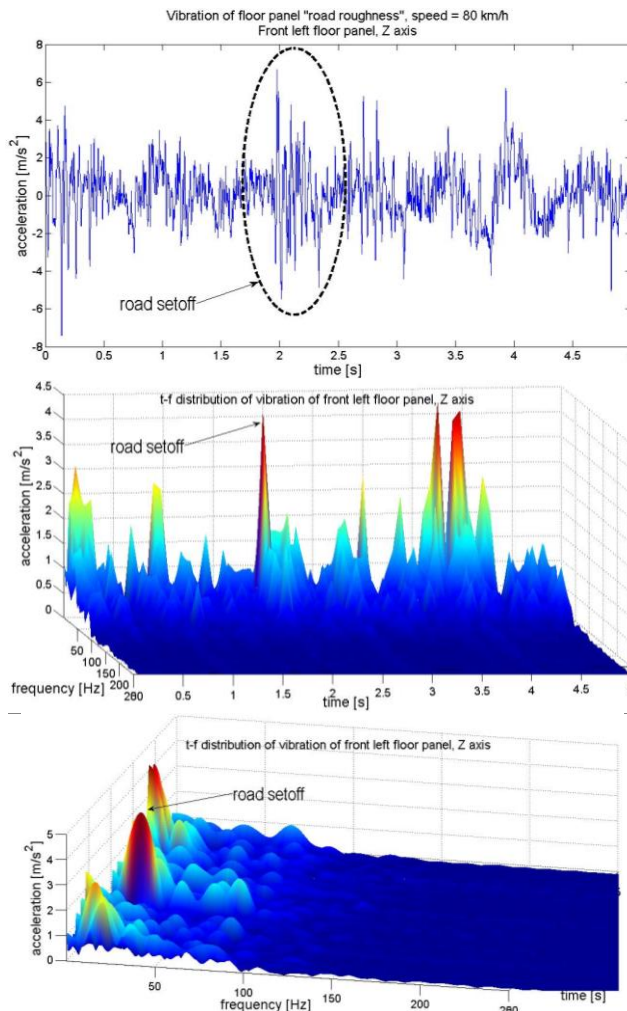 Vibration of floor panel "road roughness", speed = 80 km/h
Front left floor panel, Z axis
8
6
4
2
0
-2
-4
-6
-8
acceleration [m/s²]
road setoff
0 0.5 1 1.5 2 2.5 3 3.5 4 4.5
time [s]
t-f distribution of vibration of front left floor panel, Z axis
road setoff
4.5
4
3.5
3
2.5
2
1.5
1
0.5
0
acceleration [m/s²]
50
100
150
200
260 0.5 1 1.5 2 2.5 3 3.5 4 4.5
frequency [Hz]
time [s]
t-f distribution of vibration of front left floor panel, Z axis
road setoff
5
4
3
2
1
0
acceleration [m/s²]
50 100 150 200 260
frequency [Hz]
time [s]